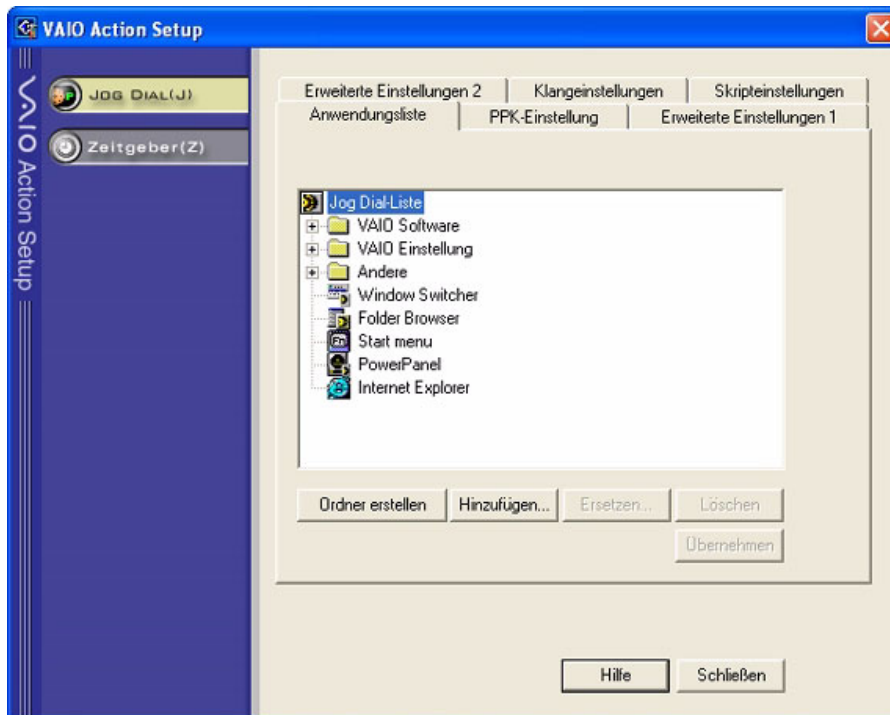 VAIO Action Setup
VAIO Action Setup
JOG DIAL(J)
Zeitgeber(Z)
Erweiterte Einstellungen 2
Klangeinstellungen
Skripteinstellungen
Anwendungsliste
PPK-Einstellung
Erweiterte Einstellungen 1
Jog Dial-Liste
VAIO Software
VAIO Einstellung
Andere
Window Switcher
Folder Browser
Start menu
PowerPanel
Internet Explorer
Ordner erstellen
Hinzufügen...
Ersetzen...
Löschen
Übernehmen
Hilfe
Schließen